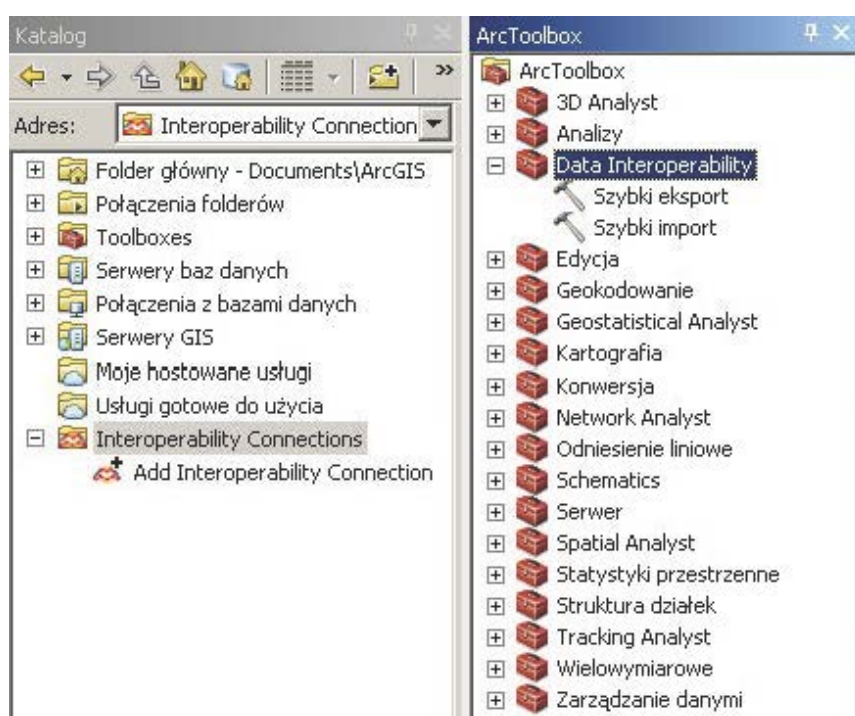 Katalog
Adres:
Interoperability Connection
Folder główny - Documents\ArcGIS
Połączenia folderów
Toolboxes
Serwery baz danych
Połączenia z bazami danych
Serwery GIS
Moje hostowane usługi
Usługi gotowe do użycia
Interoperability Connections
Add Interoperability Connection
ArcToolbox
ArcToolbox
3D Analyst
Analizy
Data Interoperability
Szybki eksport
Szybki import
Edycja
Geokodowanie
Geostatistical Analyst
Kartografia
Konwersja
Network Analyst
Odniesienie liniowe
Schematics
Serwer
Spatial Analyst
Statystyki przestrzenne
Struktura działek
Tracking Analyst
Wielowymiarowe
Zarządzanie danymi